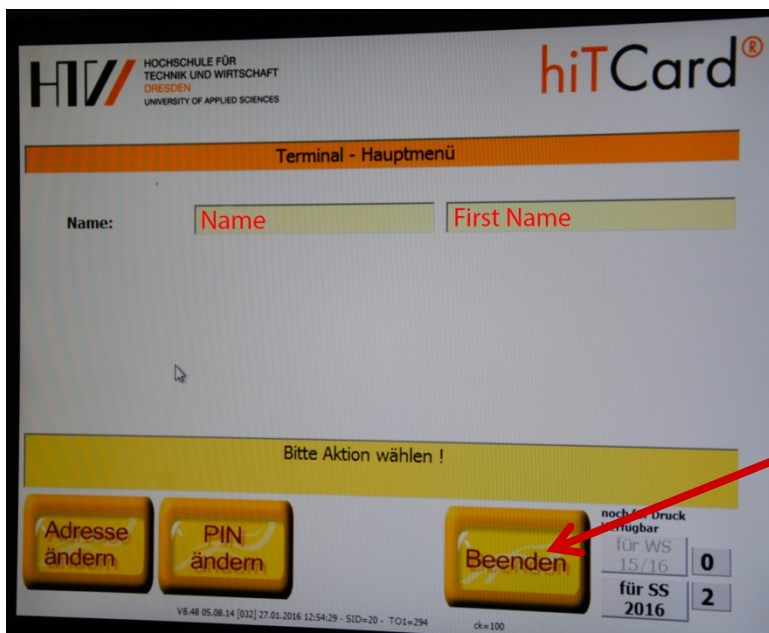 HTW
HOCHSCHULE FÜR
TECHNIK UND WIRTSCHAFT
DRESDEN
UNIVERSITY OF APPLIED SCIENCES
hiTCard®
Terminal - Hauptmenü
Name:
Name
First Name
Bitte Aktion wählen !
Adresse
ändern
PIN
ändern
Beenden
noch für Druck
Verfügbar
für WS
15/16
0
für SS
2016
2
V8.48 05.08.14 [032] 27.01.2016 12:54:29 - SID=20 - TO1=294
ck=100